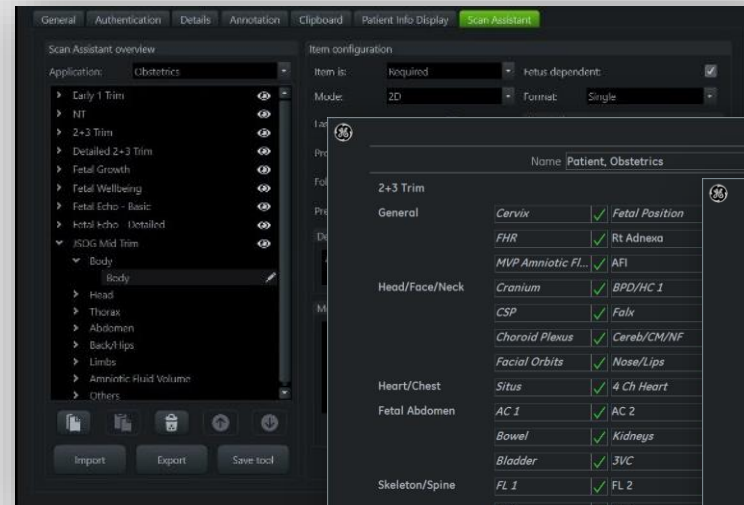 General Authentication Details Annotation Clipboard Patient Info Display Scan Assistant
Scan Assistant overview
Application: Obstetrics
Early 1 Trim
NT
2+3 Trim
Detailed 2+3 Trim
Fetal Growth
Fetal Wellbeing
Fetal Echo - Basic
Fetal Echo - Detailed
JSOG Mid Trim
Body
Body
Head
Thorax
Abdomen
Back/Hips
Limbs
Amniotic Fluid Volume
Others
Import Export Save tool
Item configuration
Item is: Required Fetus dependent:
Mode: 2D Format: Single
Pro
Fol
Pre
De
M
Name Patient, Obstetrics
2+3 Trim
General Cervix Fetal Position
FHR Rt Adnexa
MVP Amniotic Fl... AFI
Head/Face/Neck Cranium BPD/HC 1
CSP Falx
Choroid Plexus Cereb/CM/NF
Facial Orbits Nose/Lips
Heart/Chest Situs 4 Ch Heart
Fetal Abdomen AC 1 AC 2
Bowel Kidneys
Bladder 3VC
Skeleton/Spine FL 1 FL 2